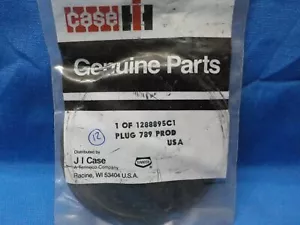 CASE IH
Genuine Parts
1 OF 1288895C1
PLUG 789 PROD
USA
12
Distributed by
J I Case
A Tenneco Company
Racine, WI 53404 U.S.A.